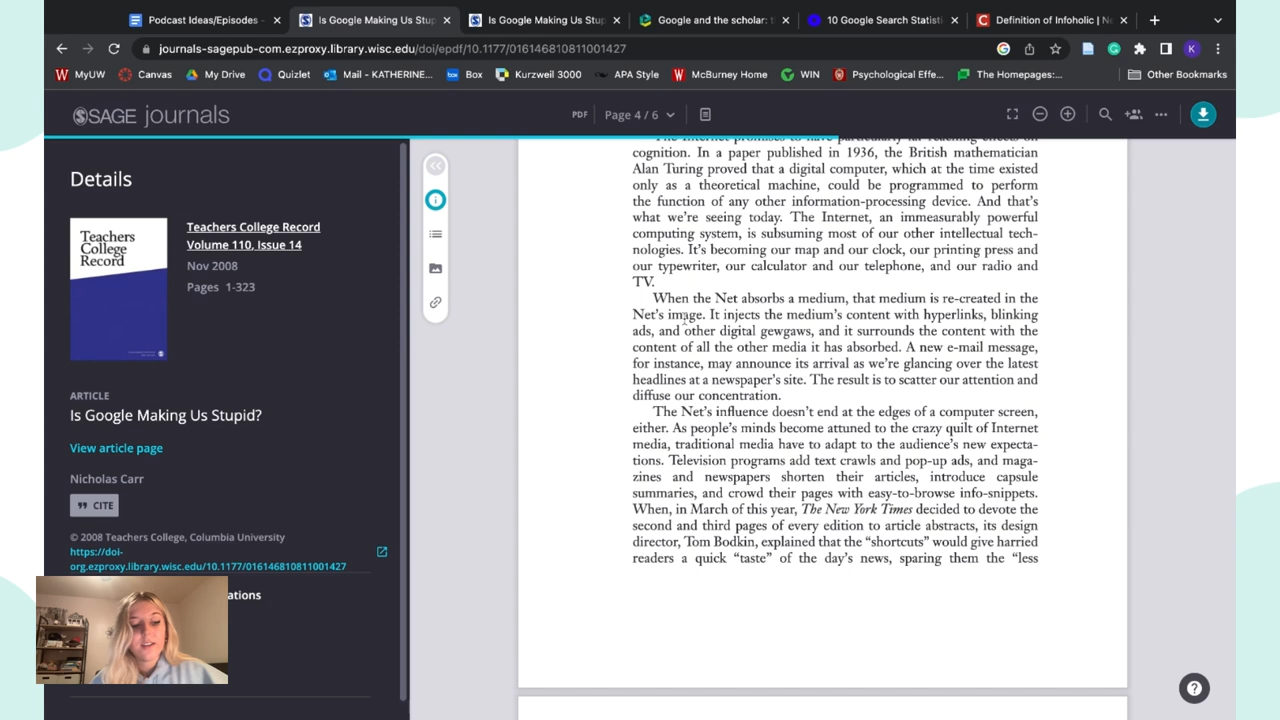 Podcast Ideas/Episodes -
Is Google Making Us Stup
Is Google Making Us Stup
Google and the scholar: t
10 Google Search Statisti
Definition of Infoholic | Ne
journals-sagepub-com.ezproxy.library.wisc.edu/doi/epdf/10.1177/016146810811001427
K
MyUW
Canvas
My Drive
Quizlet
Mail - KATHERINE...
Box
Kurzweil 3000
APA Style
McBurney Home
WIN
Psychological Effe...
The Homepages:...
Other Bookmarks
SAGE journals
PDF
Page 4 / 6
Details
Teachers College Record
Teachers College Record
Volume 110, Issue 14
Nov 2008
Pages 1-323
ARTICLE
Is Google Making Us Stupid?
View article page
Nicholas Carr
CITE
© 2008 Teachers College, Columbia University
https://doi-
org.ezproxy.library.wisc.edu/10.1177/016146810811001427
ations
The Internet promises to have particularly far-reaching effects on
cognition. In a paper published in 1936, the British mathematician
Alan Turing proved that a digital computer, which at the time existed
only as a theoretical machine, could be programmed to perform
the function of any other information-processing device. And that's
what we're seeing today. The Internet, an immeasurably powerful
computing system, is subsuming most of our other intellectual tech-
nologies. It's becoming our map and our clock, our printing press and
our typewriter, our calculator and our telephone, and our radio and
TV.
When the Net absorbs a medium, that medium is re-created in the
Net's image. It injects the medium's content with hyperlinks, blinking
ads, and other digital gewgaws, and it surrounds the content with the
content of all the other media it has absorbed. A new e-mail message,
for instance, may announce its arrival as we're glancing over the latest
headlines at a newspaper's site. The result is to scatter our attention and
diffuse our concentration.
The Net's influence doesn't end at the edges of a computer screen,
either. As people's minds become attuned to the crazy quilt of Internet
media, traditional media have to adapt to the audience's new expecta-
tions. Television programs add text crawls and pop-up ads, and maga-
zines and newspapers shorten their articles, introduce capsule
summaries, and crowd their pages with easy-to-browse info-snippets.
When, in March of this year, The New York Times decided to devote the
second and third pages of every edition to article abstracts, its design
director, Tom Bodkin, explained that the “shortcuts” would give harried
readers a quick “taste” of the day's news, sparing them the “less